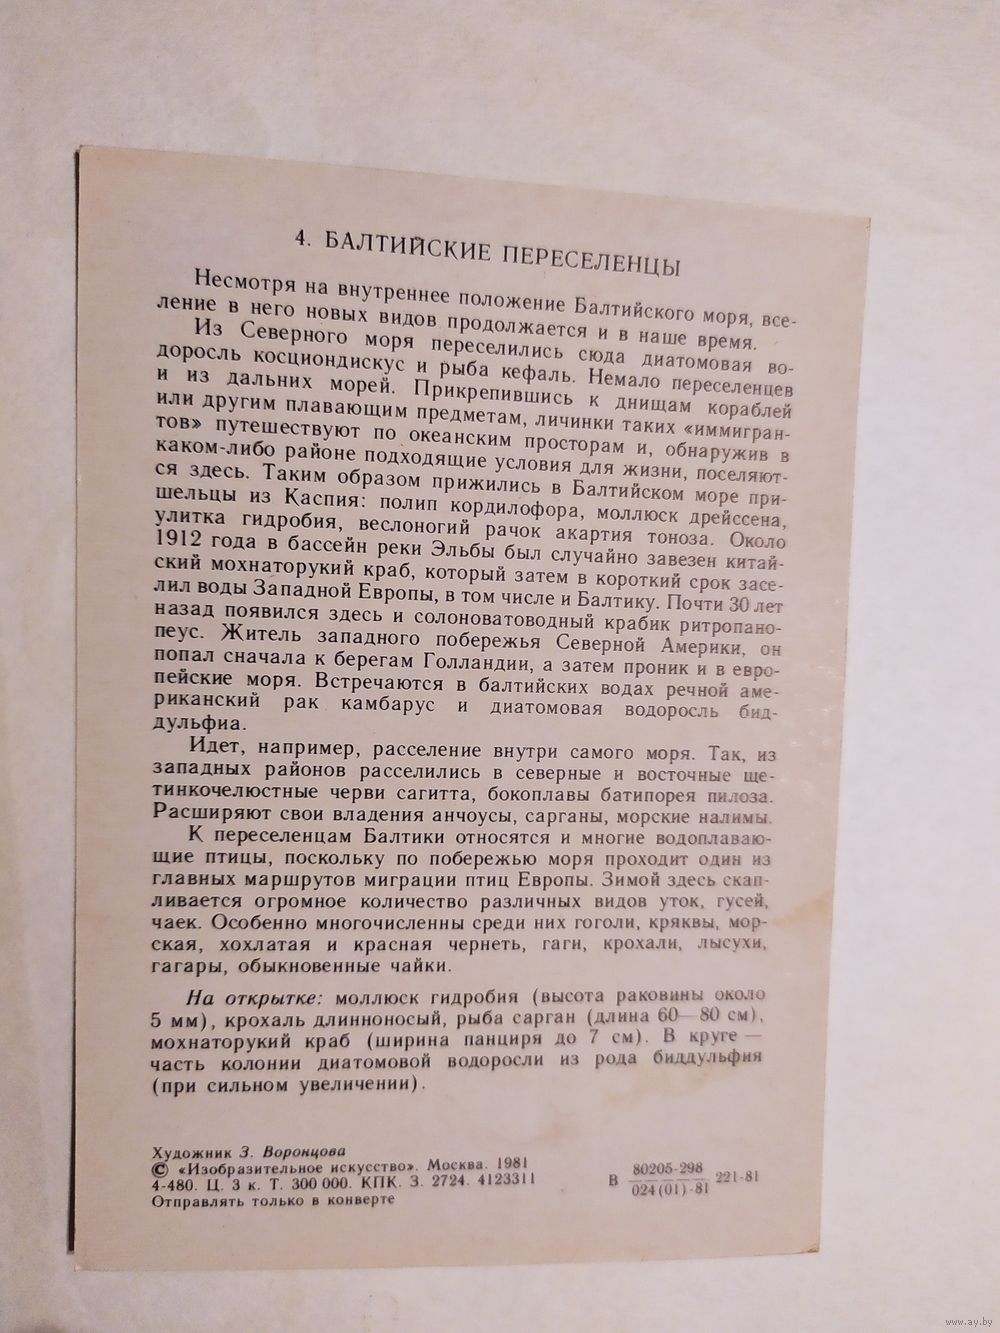 4. БАЛТИЙСКИЕ ПЕРЕСЕЛЕНЦЫ
Несмотря на внутреннее положение Балтийского моря, все-
ление в него новых видов продолжается и в наше время.
Из Северного моря переселились сюда диатомовая во-
доросль косциондискус и рыба кефаль. Немало переселенцев
и из дальних морей. Прикрепившись к днищам кораблей
или другим плавающим предметам, личинки таких «иммигран-
тов» путешествуют по океанским просторам и, обнаружив в
каком-либо районе подходящие условия для жизни, поселяют-
ся здесь. Таким образом прижились в Балтийском море при-
шельцы из Каспия: полип кордилофора, моллюск дрейссена,
улитка гидробия, веслоногий рачок акартия тоноза. Около
1912 года в бассейн реки Эльбы был случайно завезен китай-
ский мохнаторукий краб, который затем в короткий срок засе-
лил воды Западной Европы, в том числе и Балтику. Почти 30 лет
назад появился здесь и солоноватоводный крабик ритропано-
пеус. Житель западного побережья Северной Америки, он
попал сначала к берегам Голландии, а затем проник и в евро-
пейские моря. Встречаются в балтийских водах речной аме-
риканский рак камбарус и диатомовая водоросль бид-
дульфиа.
Идет, например, расселение внутри самого моря. Так, из
западных районов расселились в северные и восточные ще-
тинкочелюстные черви сагитта, бокоплавы батипорея пилоза.
Расширяют свои владения анчоусы, сарганы, морские налимы.
К переселенцам Балтики относятся и многие водоплаваю-
щие птицы, поскольку по побережью моря проходит один из
главных маршрутов миграции птиц Европы. Зимой здесь скап-
ливается огромное количество различных видов уток, гусей,
чаек. Особенно многочисленны среди них гоголи, кряквы, мор-
ская, хохлатая и красная чернеть, гаги, крохали, лысухи,
гагары, обыкновенные чайки.
На открытке: моллюск гидробия (высота раковины около
5 мм), крохаль длинноносый, рыба сарган (длина 60—80 см),
мохнаторукий краб (ширина панциря до 7 см). В круге —
часть колонии диатомовой водоросли из рода биддульфия
(при сильном увеличении).
Художник З. Воронцова
© «Изобразительное искусство». Москва. 1981
4-480. Ц. 3 к. Т. 300 000. КПК. З. 2724. 4123311
Отправлять только в конверте
В 80205-298 221-81
024(01)-81
www.ay.by